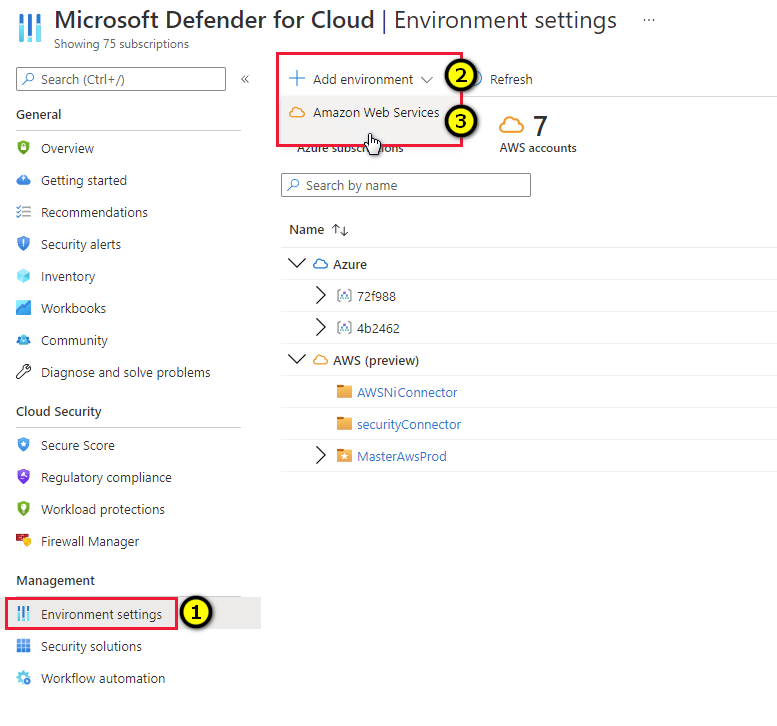 Microsoft Defender for Cloud | Environment settings ...
Showing 75 subscriptions
Search (Ctrl+/)
«
General
Overview
Getting started
Recommendations
Security alerts
Inventory
Workbooks
Community
Diagnose and solve problems
Cloud Security
Secure Score
Regulatory compliance
Workload protections
Firewall Manager
Management
Environment settings
1
Security solutions
Workflow automation
Add environment
2
Refresh
Amazon Web Services
3
Azure subscriptions
7
AWS accounts
Search by name
Name
Azure
72f988
4b2462
AWS (preview)
AWSNiConnector
securityConnector
MasterAwsProd